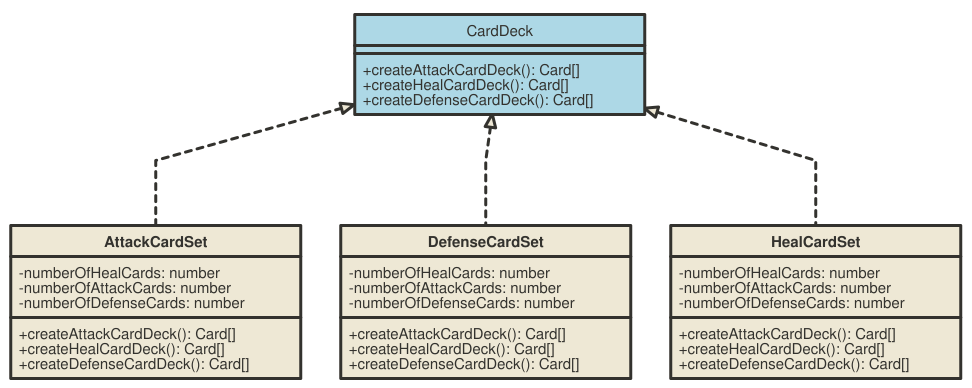 CardDeck
+createAttackCardDeck(): Card[]
+createHealCardDeck(): Card[]
+createDefenseCardDeck(): Card[]
AttackCardSet
-numberOfHealCards: number
-numberOfAttackCards: number
-numberOfDefenseCards: number
+createAttackCardDeck(): Card[]
+createHealCardDeck(): Card[]
+createDefenseCardDeck(): Card[]
DefenseCardSet
-numberOfHealCards: number
-numberOfAttackCards: number
-numberOfDefenseCards: number
+createAttackCardDeck(): Card[]
+createHealCardDeck(): Card[]
+createDefenseCardDeck(): Card[]
HealCardSet
-numberOfHealCards: number
-numberOfAttackCards: number
-numberOfDefenseCards: number
+createAttackCardDeck(): Card[]
+createHealCardDeck(): Card[]
+createDefenseCardDeck(): Card[]